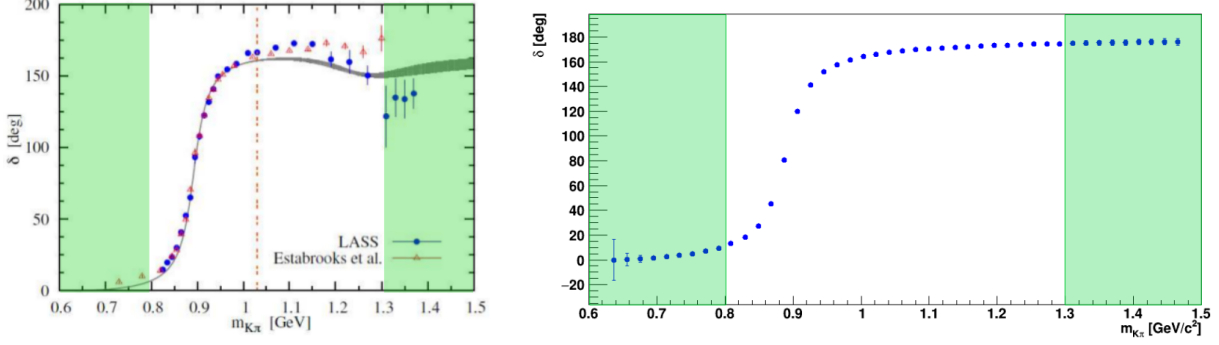 200
150
100
50
0
δ [deg]
LASS
Estabrooks et al.
0.6 0.7 0.8 0.9 1 1.1 1.2 1.3 1.4 1.5
m_Kπ [GeV]
δ [deg]
180
160
140
120
100
80
60
40
20
0
−20
0.6 0.7 0.8 0.9 1 1.1 1.2 1.3 1.4 1.5
m_Kπ [GeV/c²]